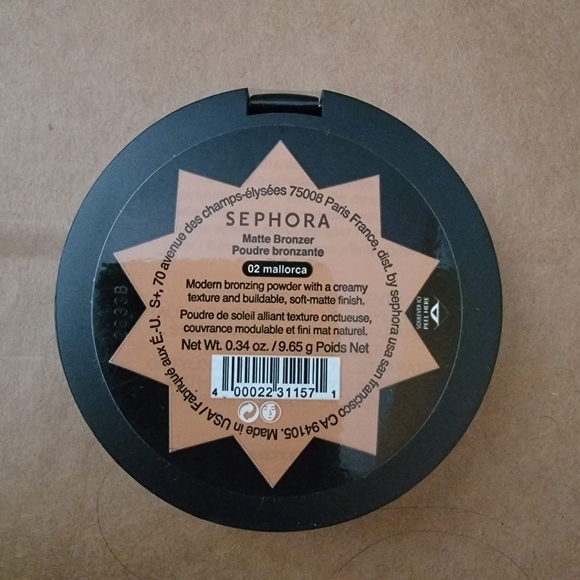 SEPHORA
Matte Bronzer
Poudre bronzante
02 mallorca
Modern bronzing powder with a creamy
texture and buildable, soft-matte finish.
Poudre de soleil alliant texture onctueuse,
couvrance modulable et fini mat naturel.
Net Wt. 0.34 oz. / 9.65 g Poids Net
4 00022 31157 1
S+, 70 avenue des champs-élysées 75008 Paris France, dist. by sephora usa san francisco CA 94105. Made in USA / Fabriqué aux É.-U.
SOULEVER ICI
PEEL HERE